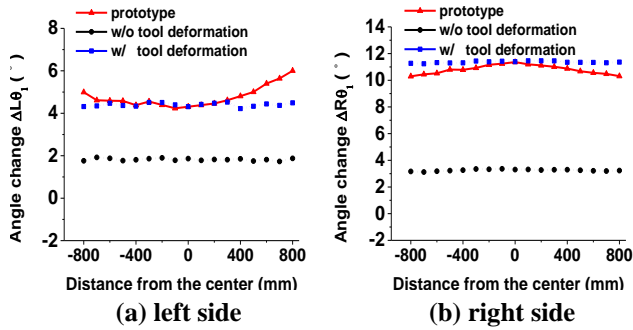 prototype
w/o tool deformation
w/ tool deformation
Angle change ΔLθ1 (°)
8
6
4
2
0
-2
-800 -400 0 400 800
Distance from the center (mm)
(a) left side
prototype
w/o tool deformation
w/ tool deformation
Angle change ΔRθ1 (°)
14
12
10
8
6
4
2
0
-2
-800 -400 0 400 800
Distance from the center (mm)
(b) right side